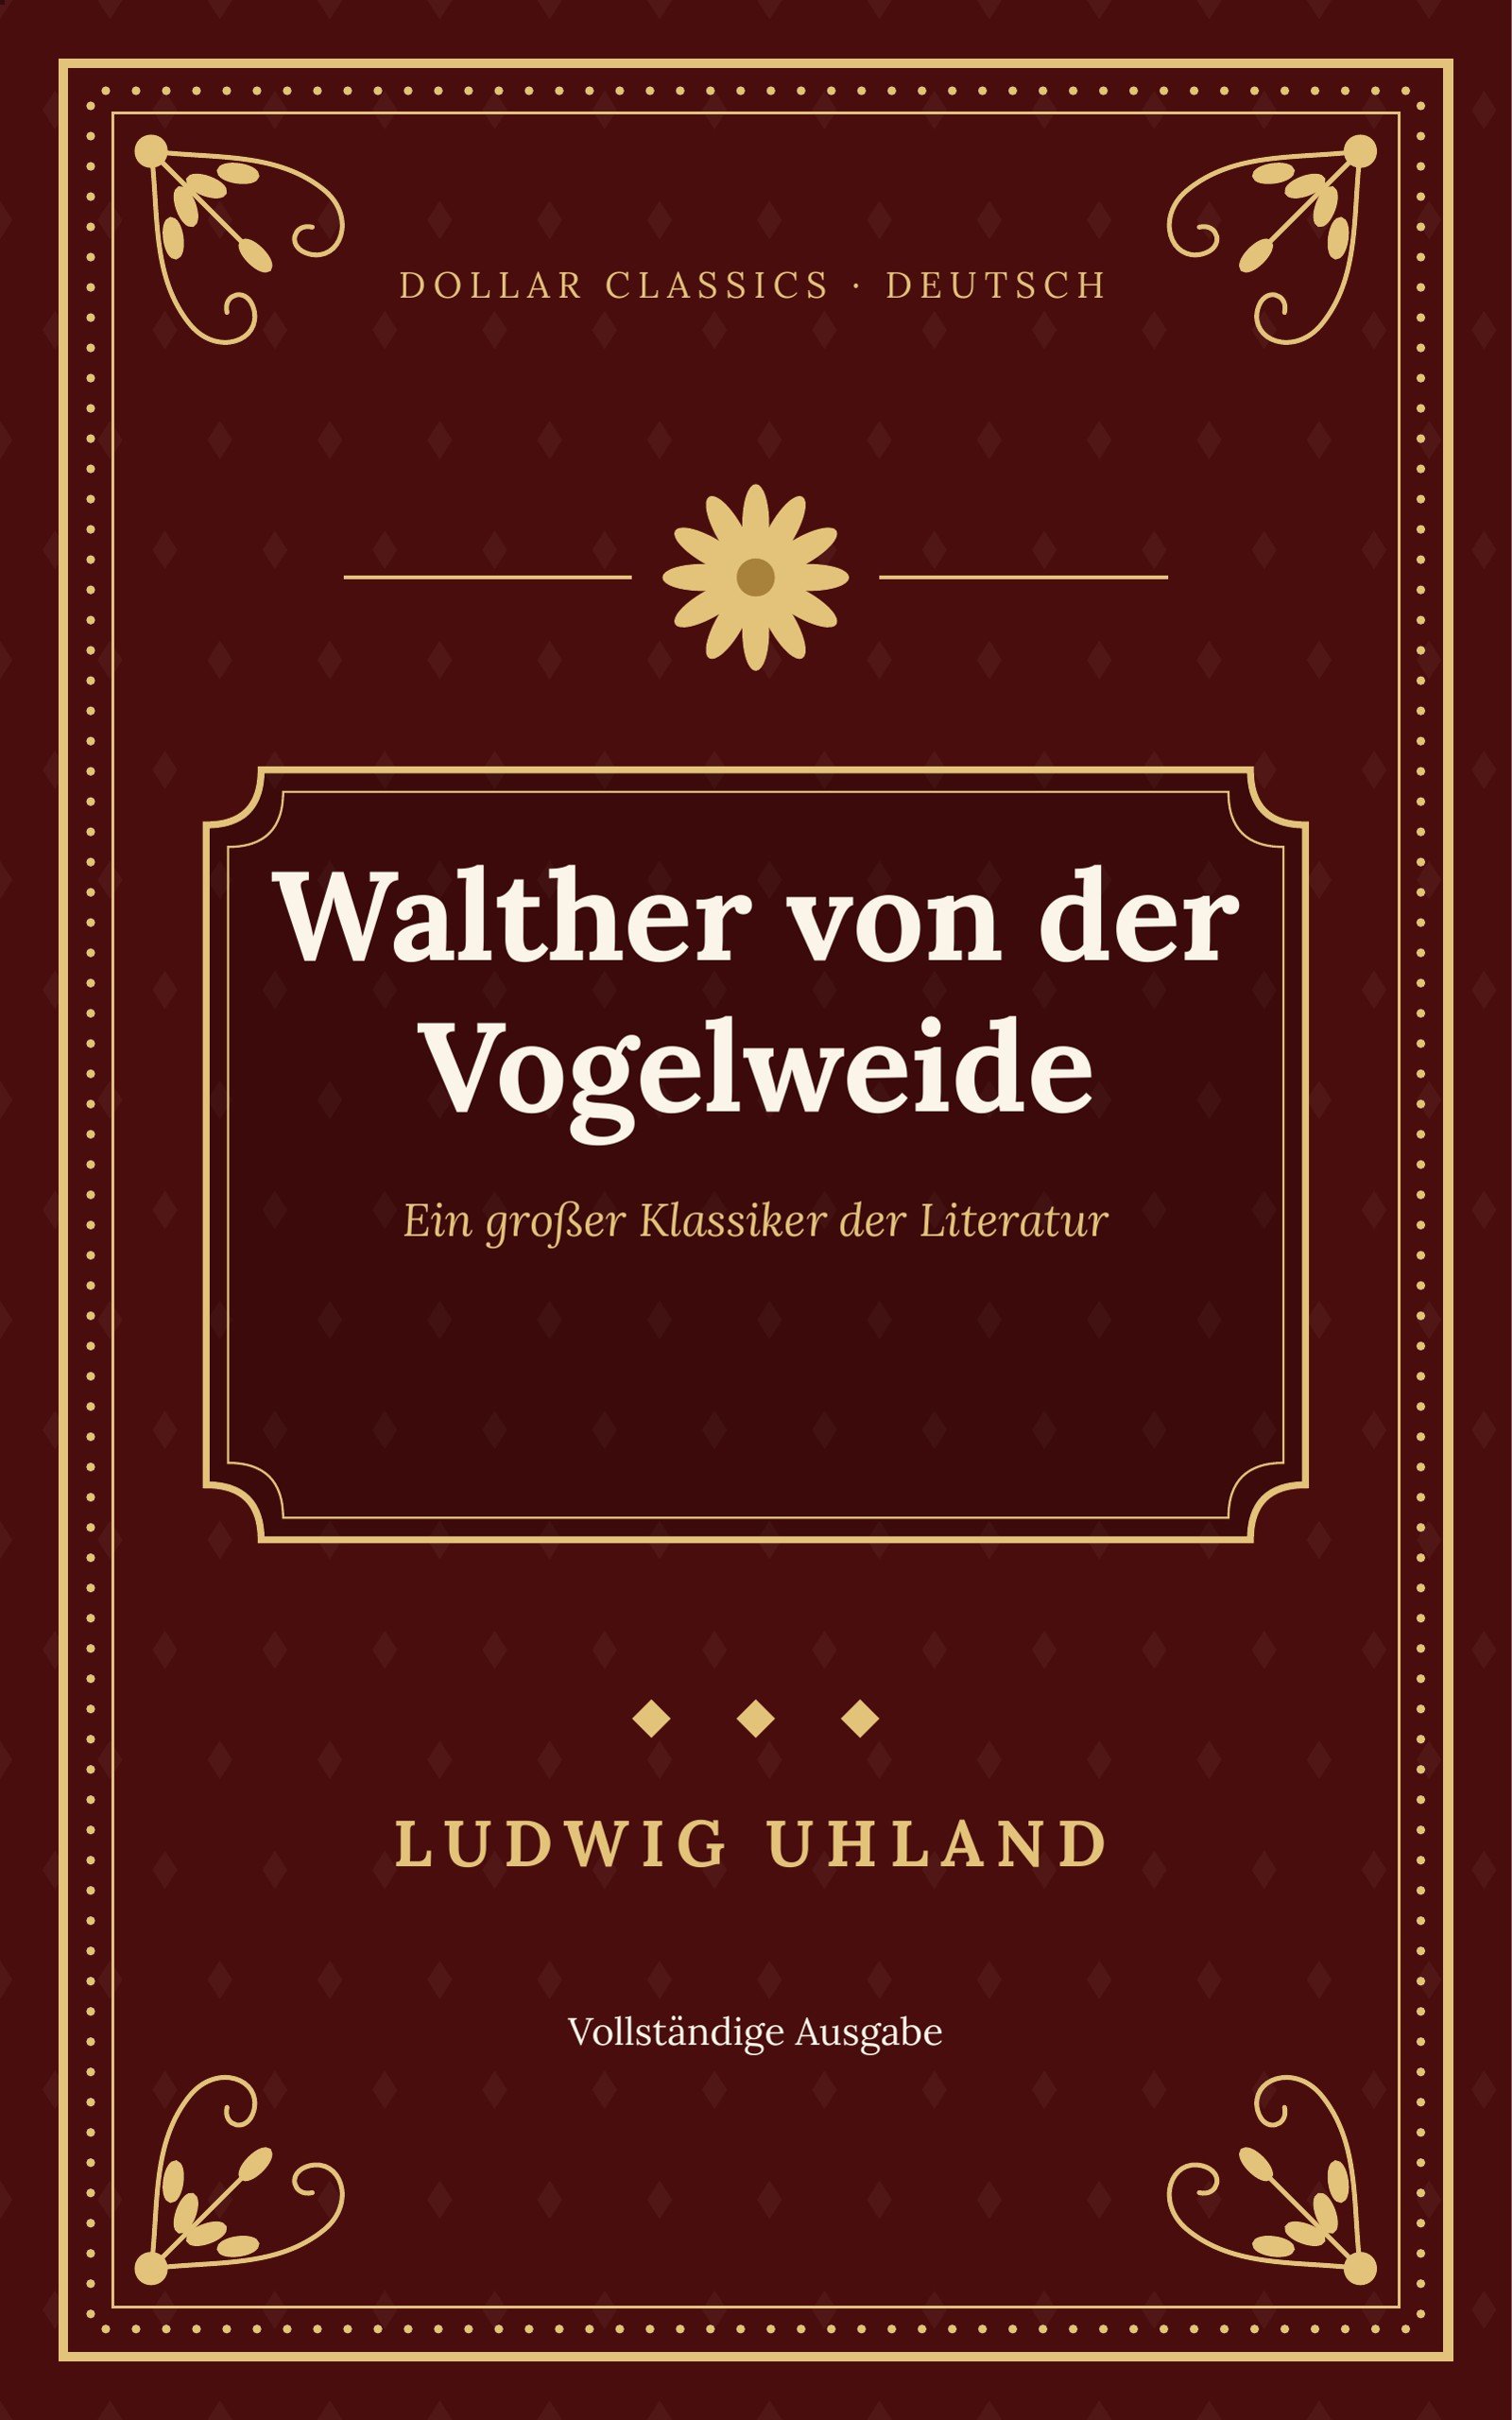 DOLLAR CLASSICS · DEUTSCH
Walther von der
Vogelweide
Ein großer Klassiker der Literatur
LUDWIG UHLAND
Vollständige Ausgabe